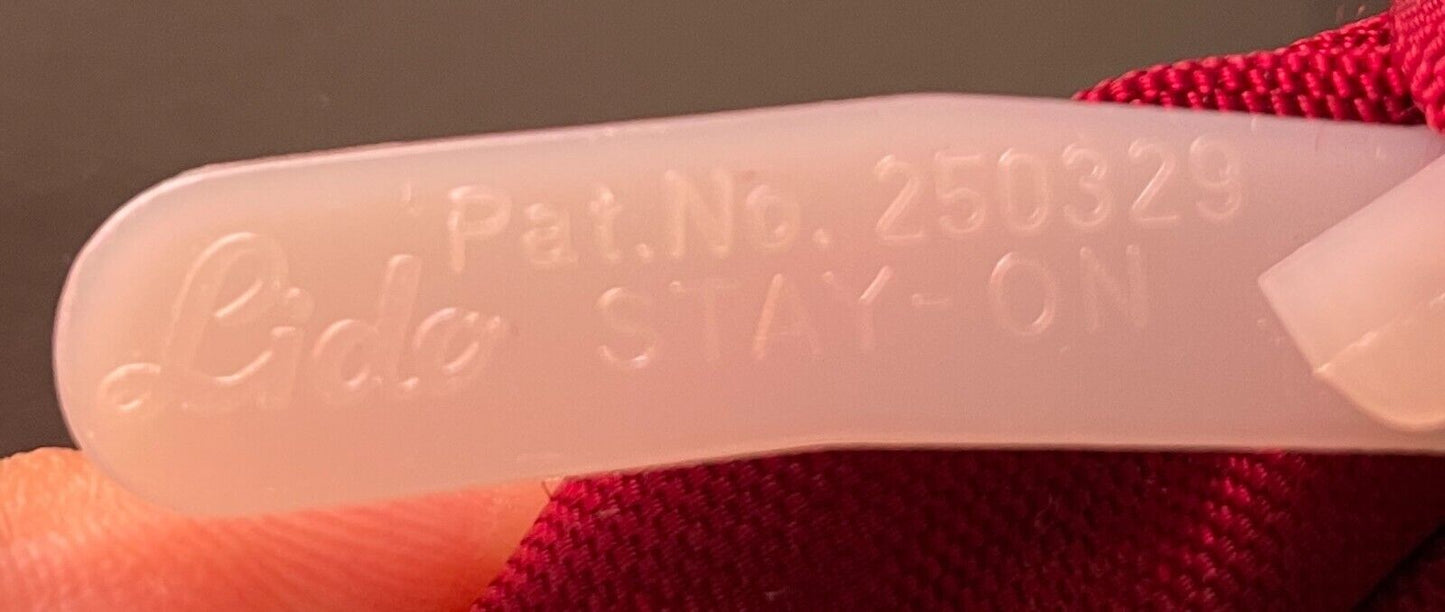 Pat.No. 250329
Lido STAY-ON